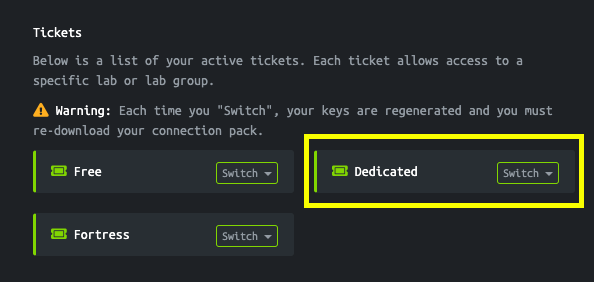 Tickets
Below is a list of your active tickets. Each ticket allows access to a
specific lab or lab group.
Warning: Each time you "Switch", your keys are regenerated and you must
re-download your connection pack.
Free Switch
Dedicated Switch
Fortress Switch